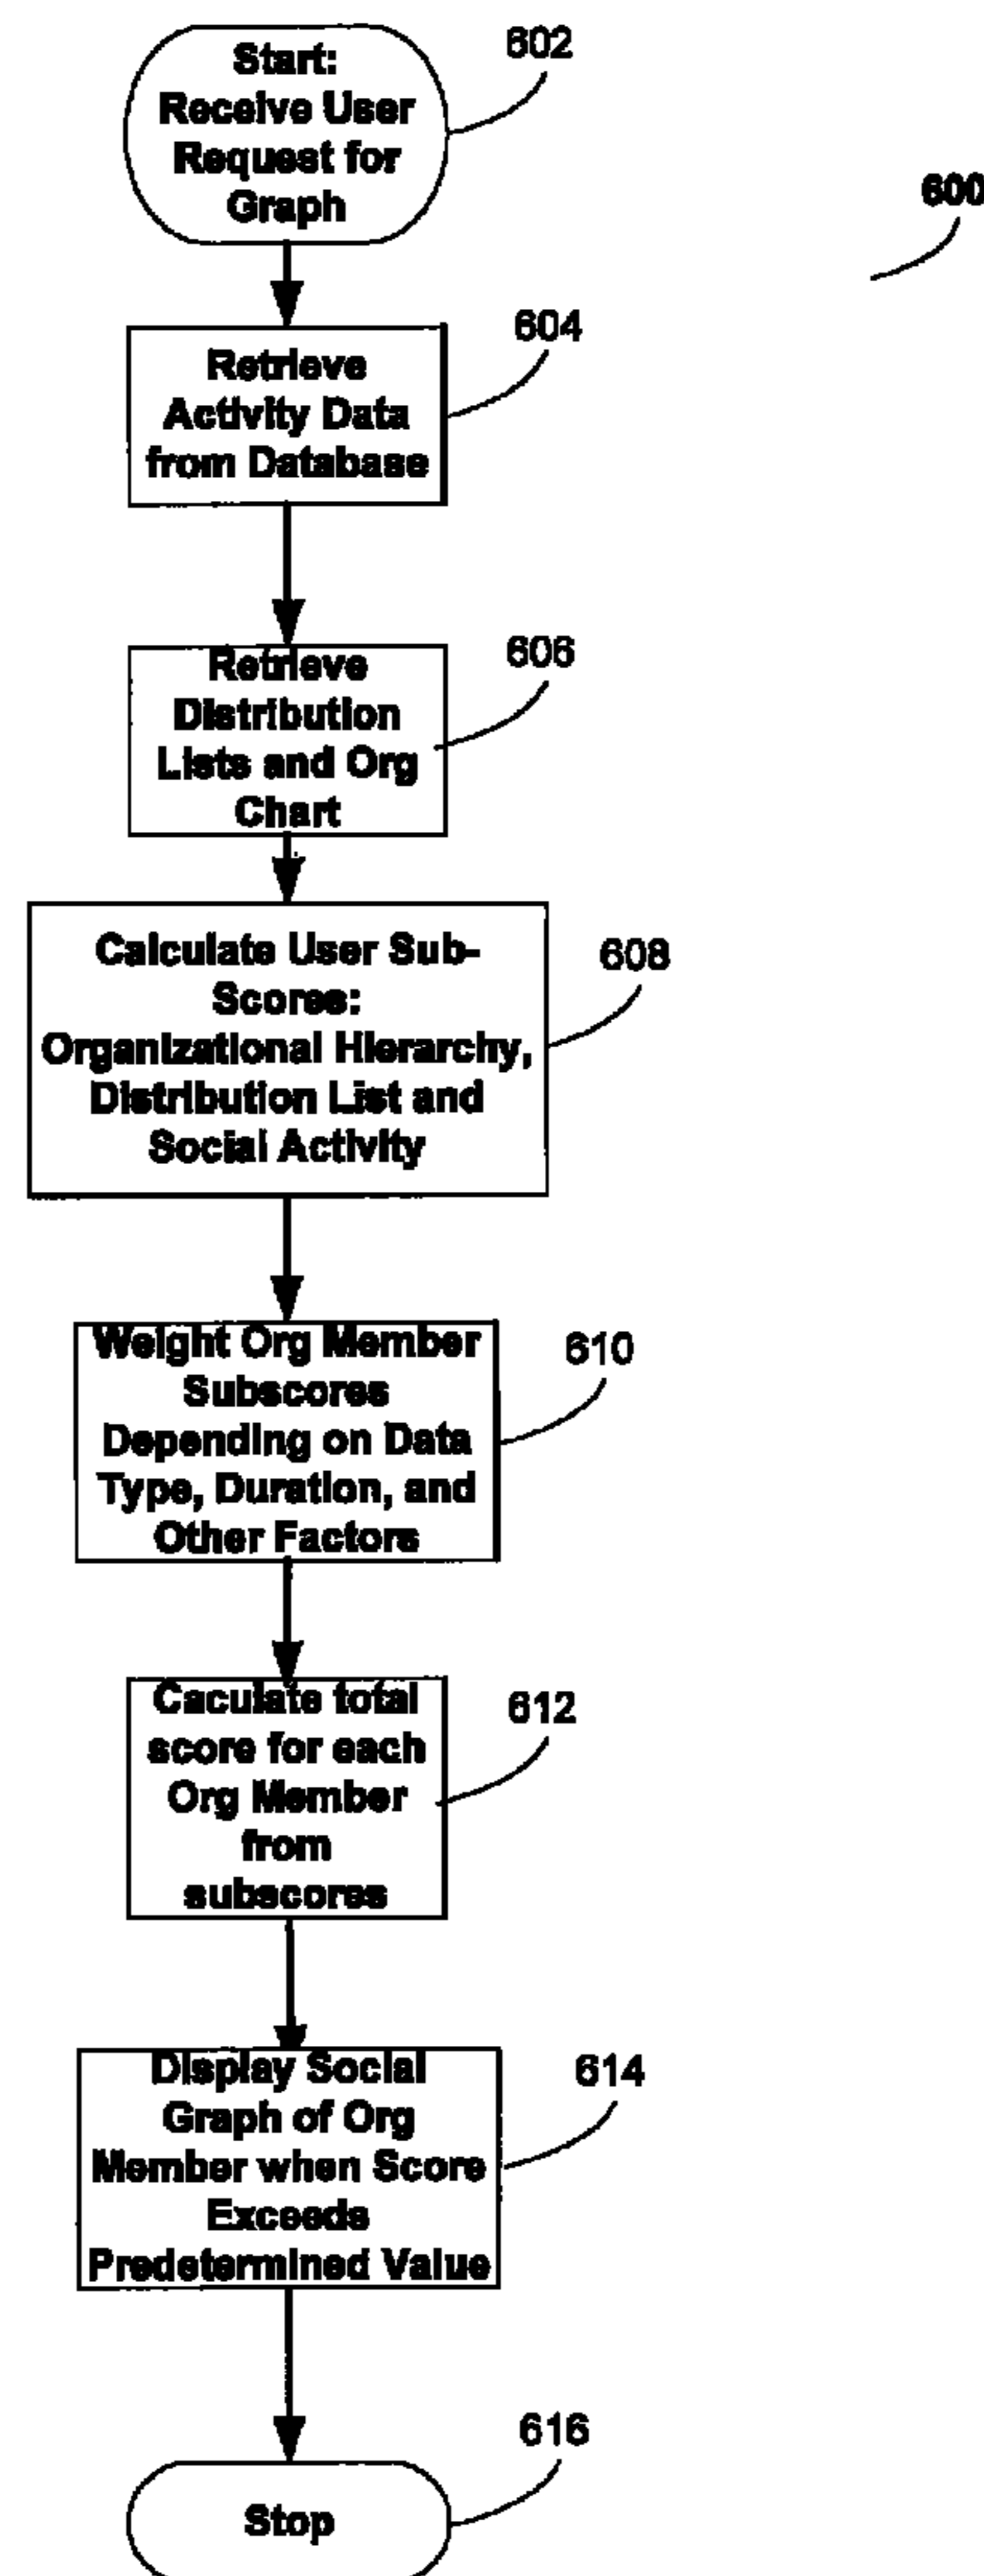 Start:
Receive User
Request for
Graph
602
600
Retrieve
Activity Data
from Database
604
Retrieve
Distribution
Lists and Org
Chart
606
Calculate User Sub-
Scores:
Organizational Hierarchy,
Distribution List and
Social Activity
608
Weight Org Member
Subscores
Depending on Data
Type, Duration, and
Other Factors
610
Caculate total
score for each
Org Member
from
subscores
612
Display Social
Graph of Org
Member when Score
Exceeds
Predetermined Value
614
Stop
616